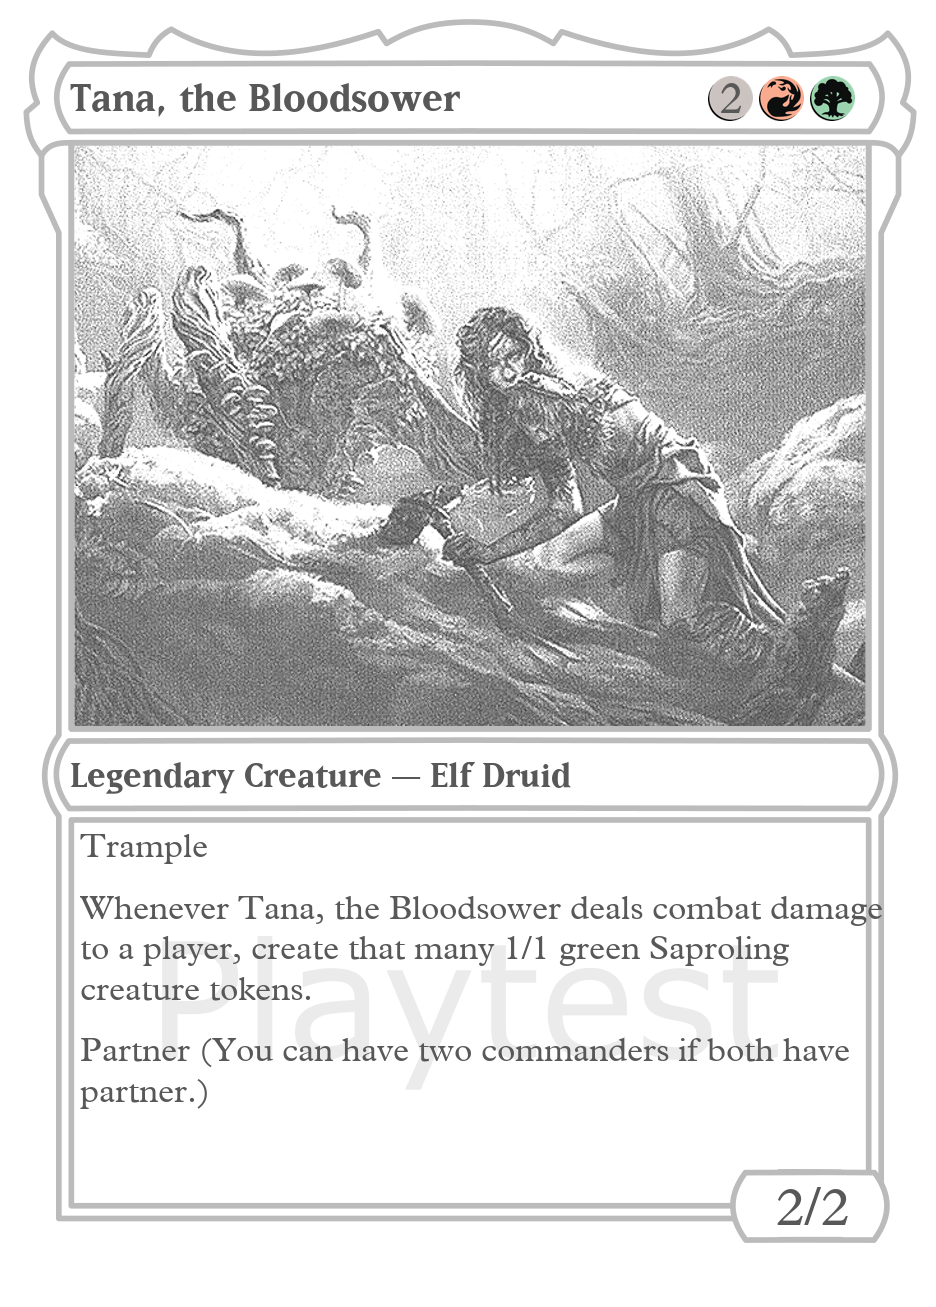 Tana, the Bloodsower 2
Legendary Creature — Elf Druid
Trample
Whenever Tana, the Bloodsower deals combat damage
to a player, create that many 1/1 green Saproling
creature tokens.
Playtest
Partner (You can have two commanders if both have
partner.)
2/2